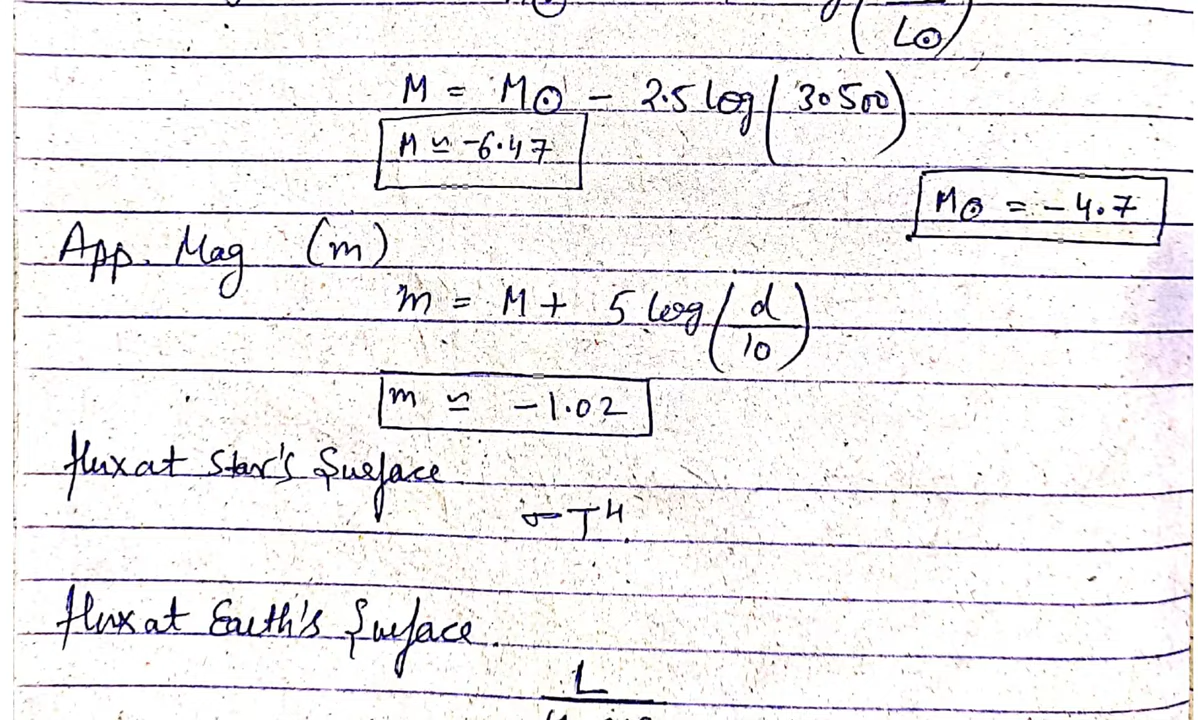 L☉
M = M☉ - 2.5 log(30500)
M ≃ -6.47
M☉ = -4.7
App. Mag (m)
m = M + 5 log(d/10)
m ≃ -1.02
flux at Star's Surface
σT⁴.
flux at Earth's Surface.
L